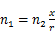 n₁ = n₂ x/r